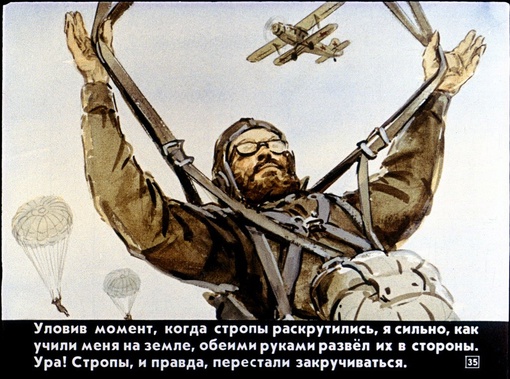 Уловив момент, когда стропы раскрутились, я сильно, как
учили меня на земле, обеими руками развёл их в стороны.
Ура! Стропы, и правда, перестали закручиваться. 35